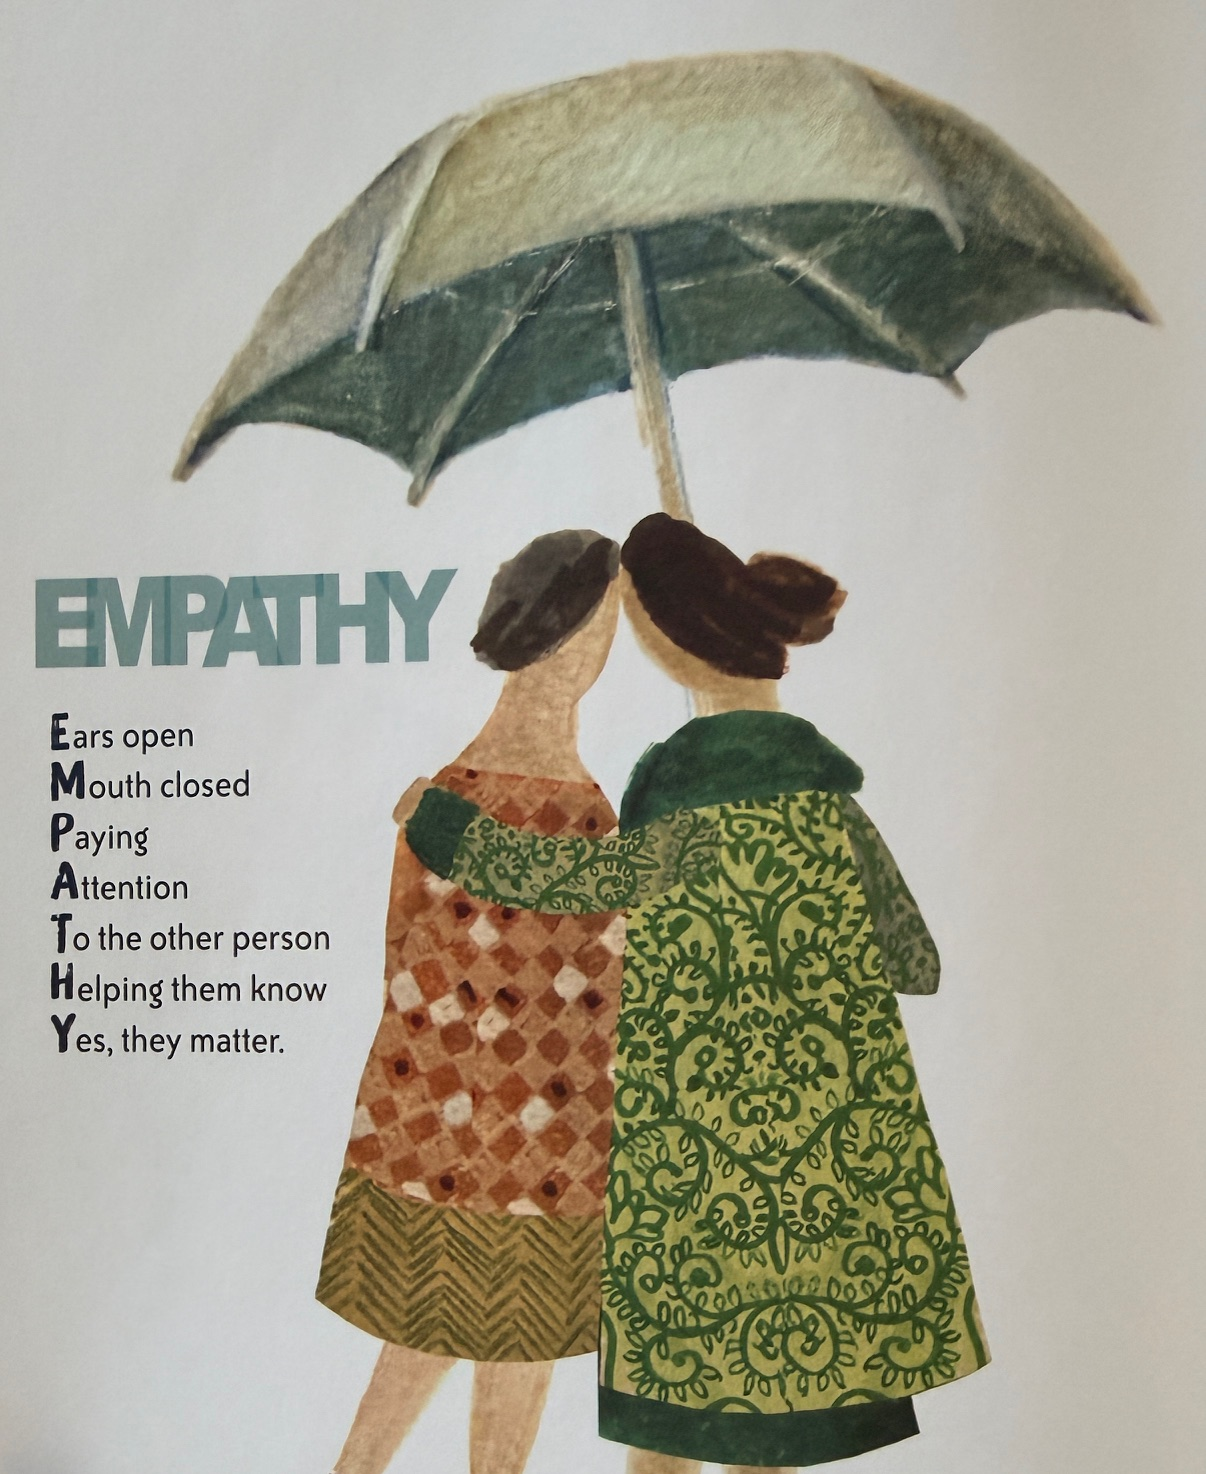 EMPATHY
Ears open
Mouth closed
Paying
Attention
To the other person
Helping them know
Yes, they matter.